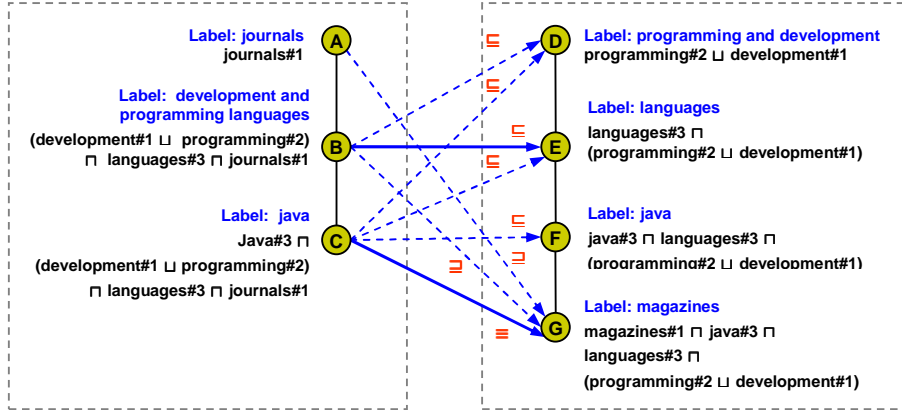 Label: journals
journals#1
A
Label:  development and
programming languages
(development#1 ⊔ programming#2)
⊓ languages#3 ⊓ journals#1
B
Label: java
Java#3 ⊓
(development#1 ⊔ programming#2)
⊓ languages#3 ⊓ journals#1
C
⊑
⊑
⊑
⊑
⊑
⊒
⊒
≡
D
Label: programming and development
programming#2 ⊔ development#1
E
Label: languages
languages#3 ⊓
(programming#2 ⊔ development#1)
F
Label: java
java#3 ⊓ languages#3 ⊓
(programming#2 ⊔ development#1)
G
Label: magazines
magazines#1 ⊓ java#3 ⊓
languages#3 ⊓
(programming#2 ⊔ development#1)